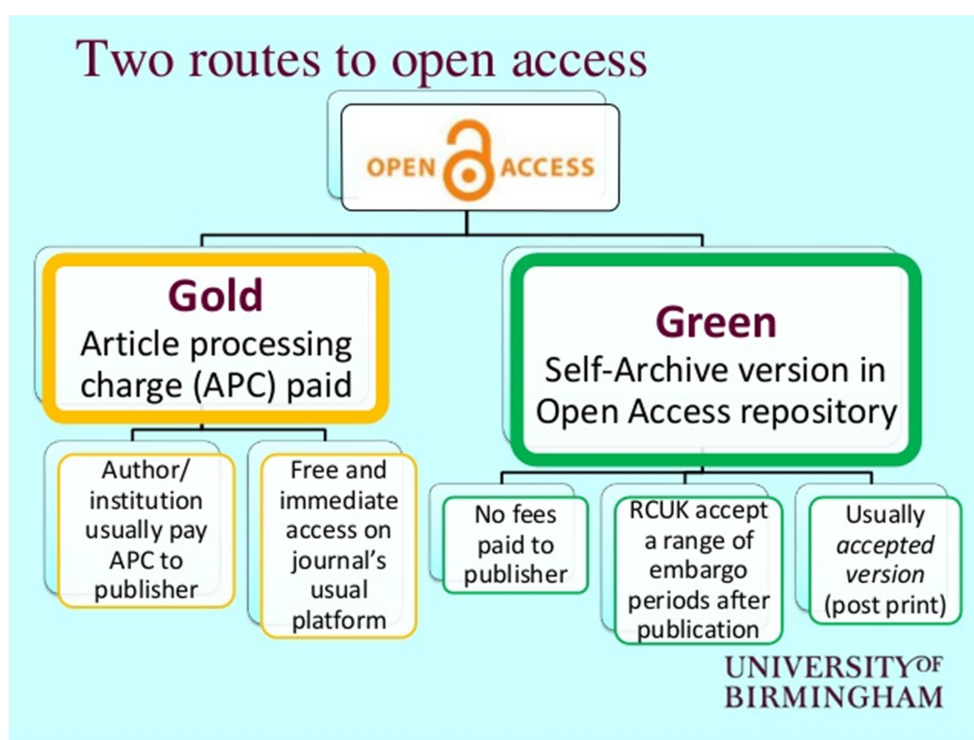 Two routes to open access
OPEN ACCESS
Gold
Article processing
charge (APC) paid
Green
Self-Archive version in
Open Access repository
Author/
institution
usually pay
APC to
publisher
Free and
immediate
access on
journal's
usual
platform
No fees
paid to
publisher
RCUK accept
a range of
embargo
periods after
publication
Usually
accepted
version
(post print)
UNIVERSITY OF
BIRMINGHAM